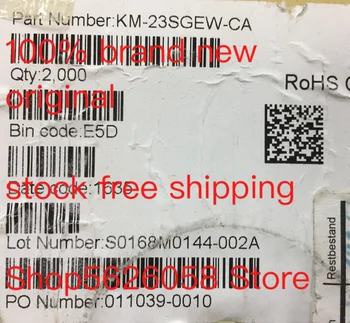 Part Number:KM-23SGEW-CA
100% brand new
Qty:2,000
RoHS
original
Bin code:E5D
stock free shipping
Lot Number:S0168M0144-002A
Shop5626058 Store
PO Number:011039-0010
Restbestand